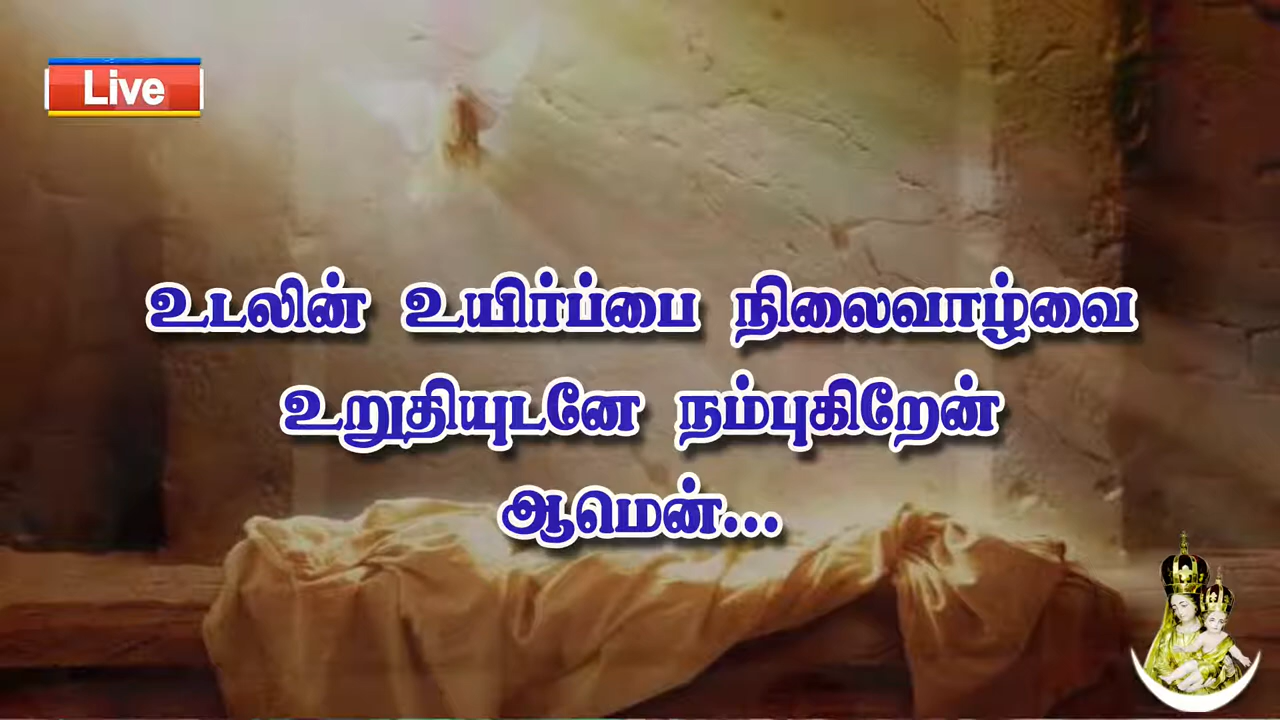 Live
உடலின் உயிர்ப்பை நிலைவாழ்வை
உறுதியுடனே நம்புகிறேன்
ஆமென்...